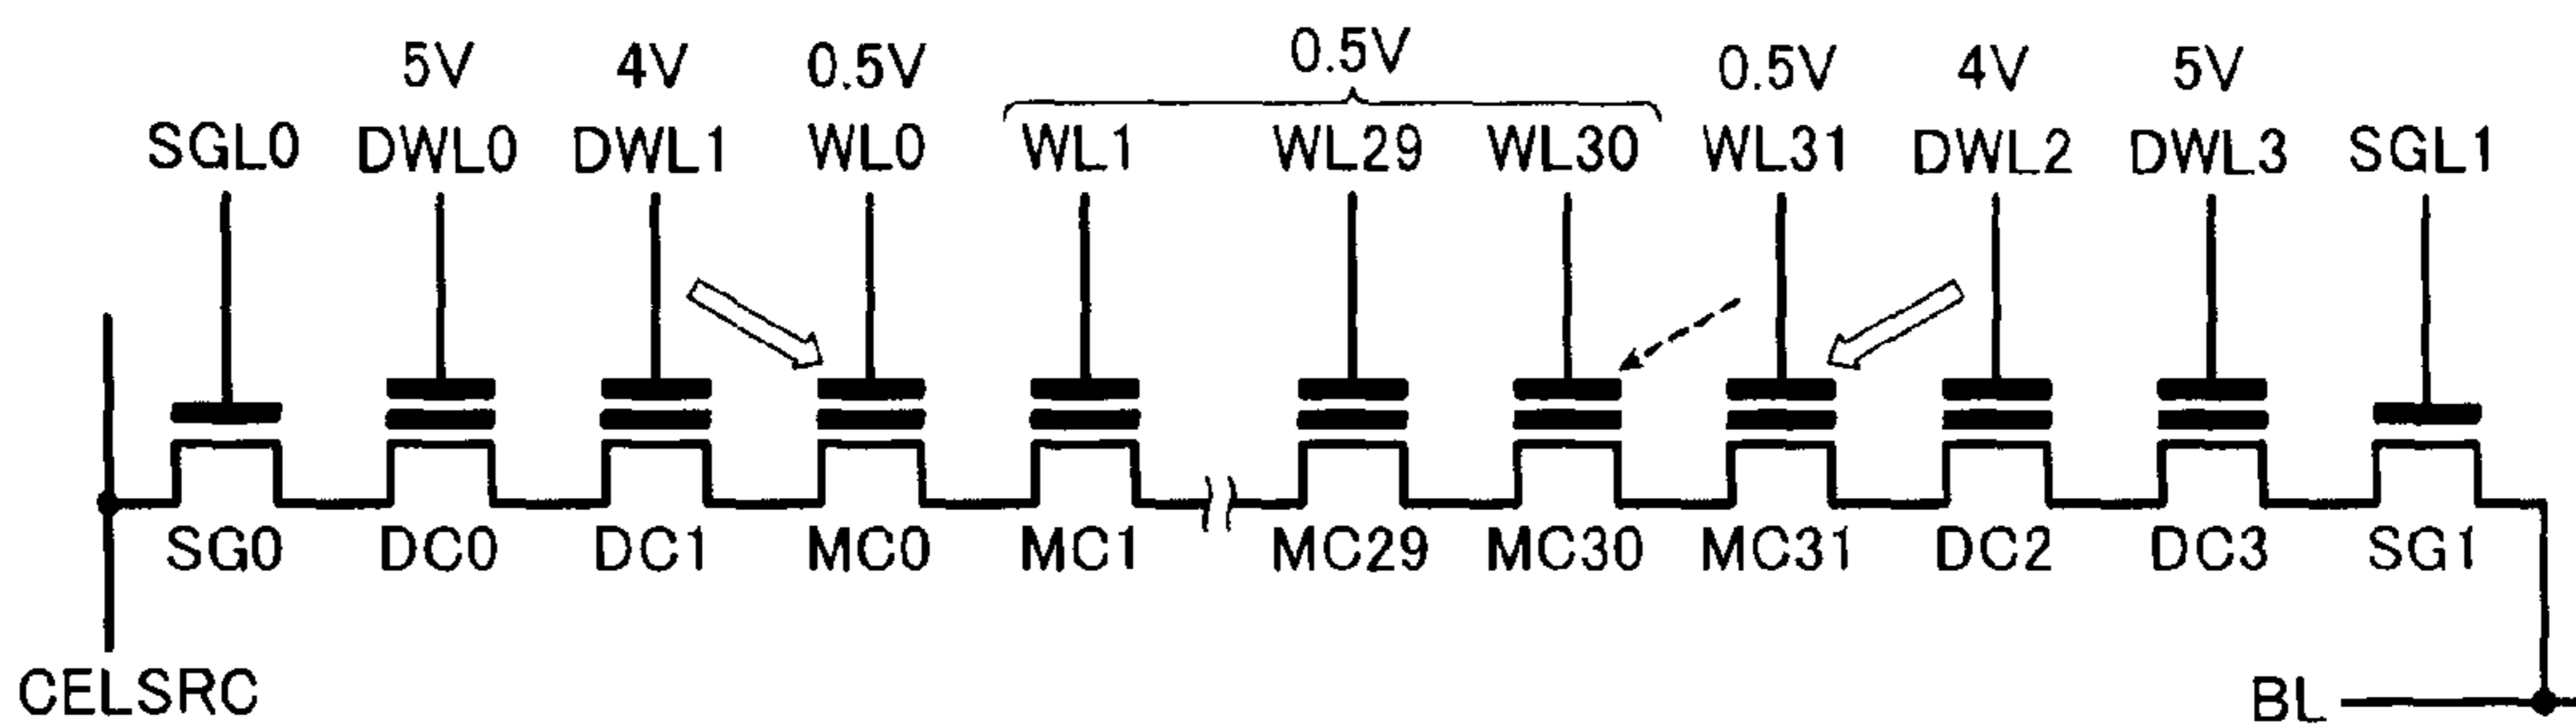 5V 4V 0.5V 0.5V 0.5V 4V 5V
SGL0 DWL0 DWL1 WL0 WL1 WL29 WL30 WL31 DWL2 DWL3 SGL1
SG0 DC0 DC1 MC0 MC1 MC29 MC30 MC31 DC2 DC3 SG1
CELSRC BL